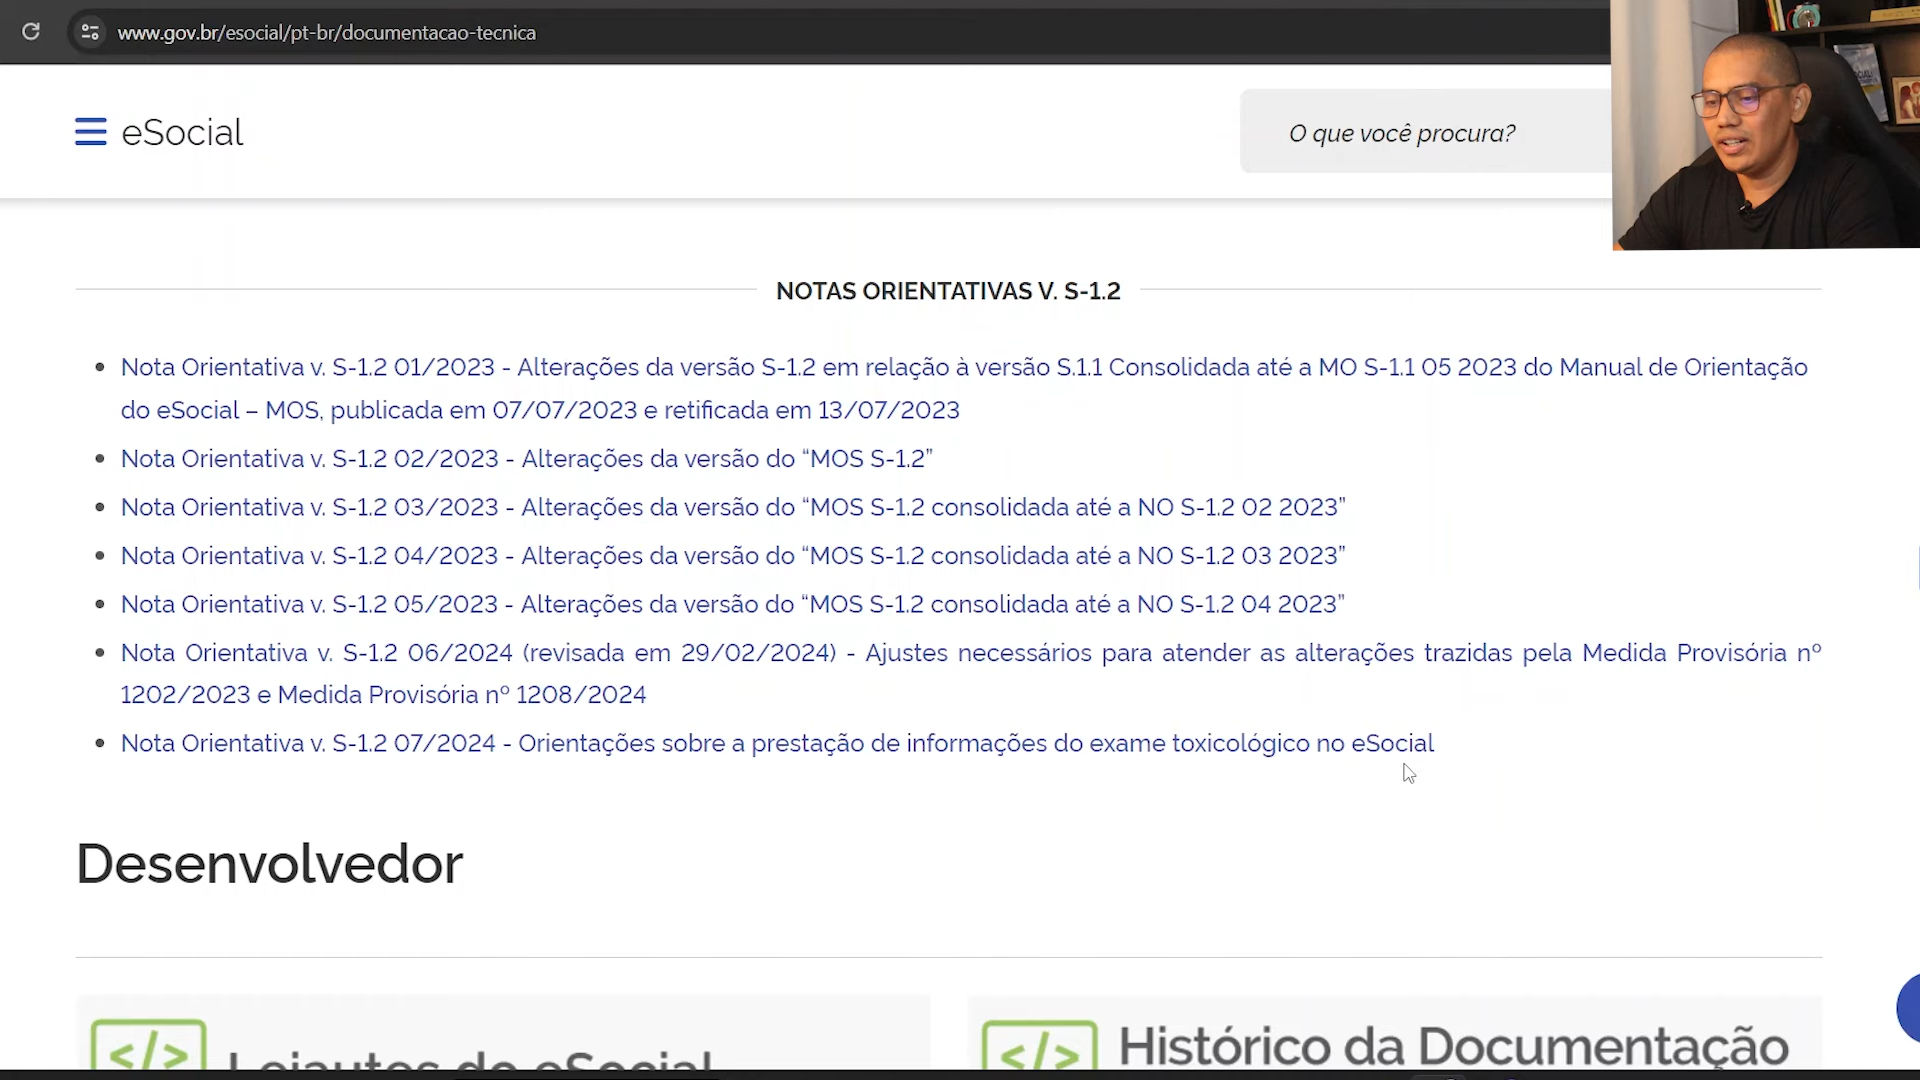 www.gov.br/esocial/pt-br/documentacao-tecnica
eSocial
O que você procura?
NOTAS ORIENTATIVAS V. S-1.2
Nota Orientativa v. S-1.2 01/2023 - Alterações da versão S-1.2 em relação à versão S.1.1 Consolidada até a MO S-1.1 05 2023 do Manual de Orientação
do eSocial – MOS, publicada em 07/07/2023 e retificada em 13/07/2023
Nota Orientativa v. S-1.2 02/2023 - Alterações da versão do “MOS S-1.2”
Nota Orientativa v. S-1.2 03/2023 - Alterações da versão do “MOS S-1.2 consolidada até a NO S-1.2 02 2023”
Nota Orientativa v. S-1.2 04/2023 - Alterações da versão do “MOS S-1.2 consolidada até a NO S-1.2 03 2023”
Nota Orientativa v. S-1.2 05/2023 - Alterações da versão do “MOS S-1.2 consolidada até a NO S-1.2 04 2023”
Nota Orientativa v. S-1.2 06/2024 (revisada em 29/02/2024) - Ajustes necessários para atender as alterações trazidas pela Medida Provisória nº
1202/2023 e Medida Provisória nº 1208/2024
Nota Orientativa v. S-1.2 07/2024 - Orientações sobre a prestação de informações do exame toxicológico no eSocial
Desenvolvedor
</> Leiautes do eSocial
</> Histórico da Documentação